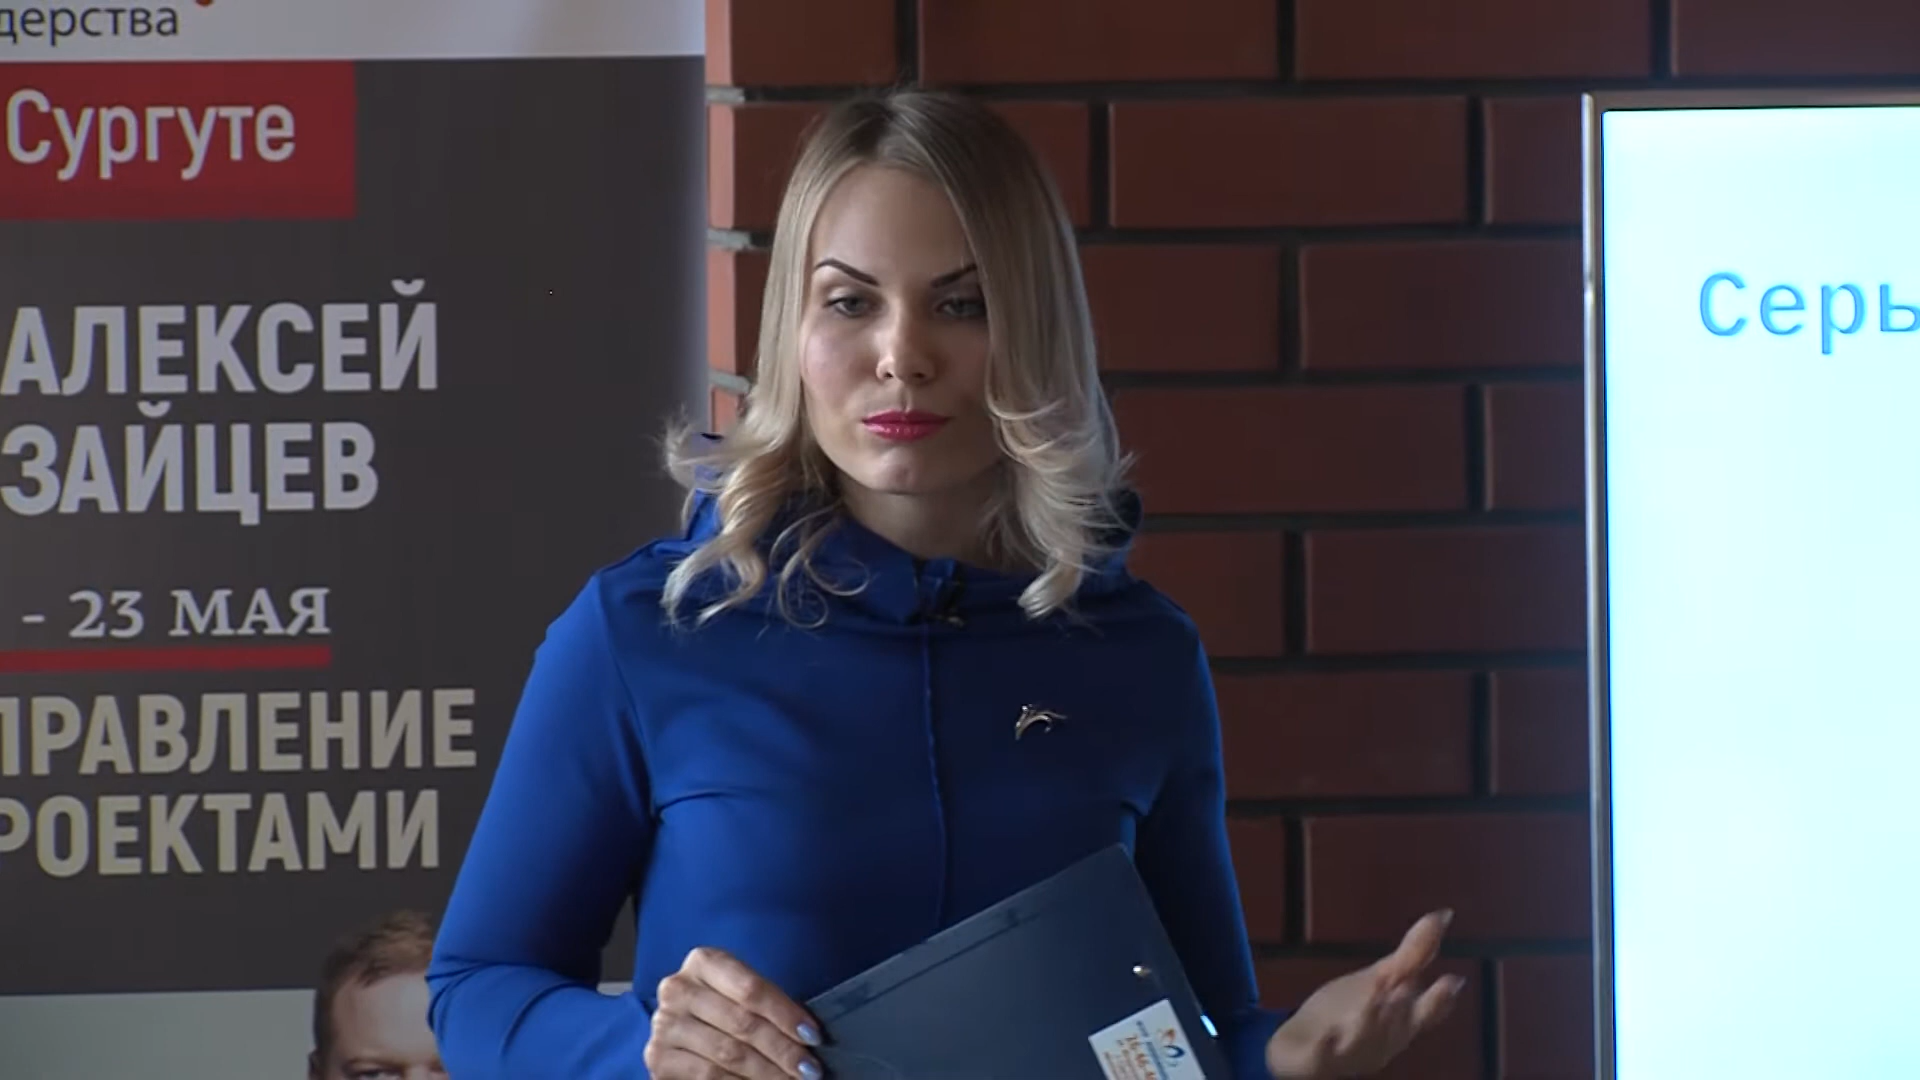 дерства
Сургуте
АЛЕКСЕЙ
ЗАЙЦЕВ
- 23 МАЯ
ПРАВЛЕНИЕ
РОЕКТАМИ
Серь